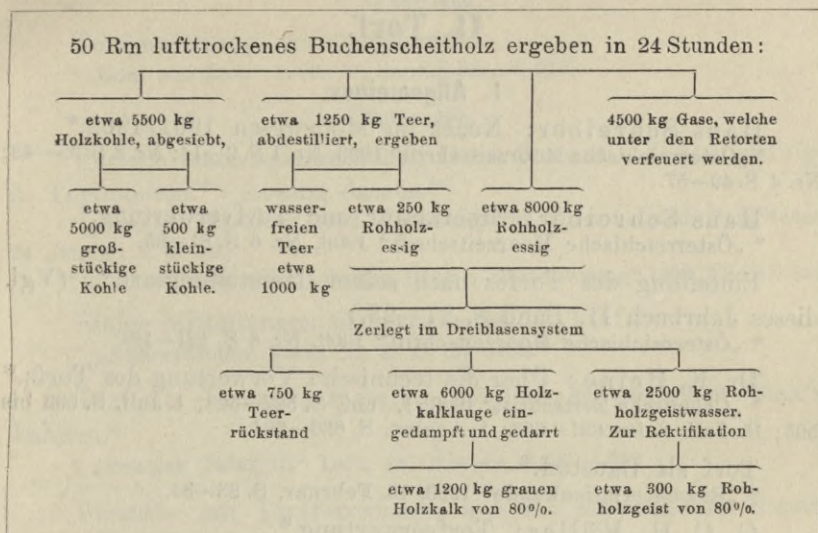 50 Rm lufttrockenes Buchenscheitholz ergeben in 24 Stunden:
etwa 5500 kg
Holzkohle, abgesiebt,
etwa 1250 kg Teer,
abdestilliert, ergeben
4500 kg Gase, welche
unter den Retorten
verfeuert werden.
etwa
5000 kg
groß-
stückige
Kohle
etwa
500 kg
klein-
stückige
Kohle.
wasser-
freien
Teer
etwa
1000 kg
etwa 250 kg
Rohholz-
essig
etwa 8000 kg
Rohholz-
essig
Zerlegt im Dreiblasensystem
etwa 750 kg
Teer-
rückstand
etwa 6000 kg Holz-
kalklauge ein-
gedampft und gedarrt
etwa 2500 kg Roh-
holzgeistwasser.
Zur Rektifikation
etwa 1200 kg grauen
Holzkalk von 80%.
etwa 300 kg Roh-
holzgeist von 80%.